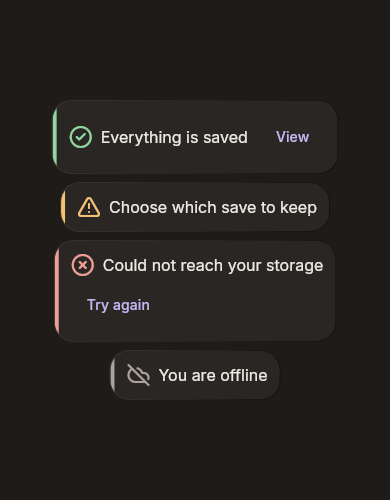 Everything is saved View
Choose which save to keep
Could not reach your storage
Try again
You are offline